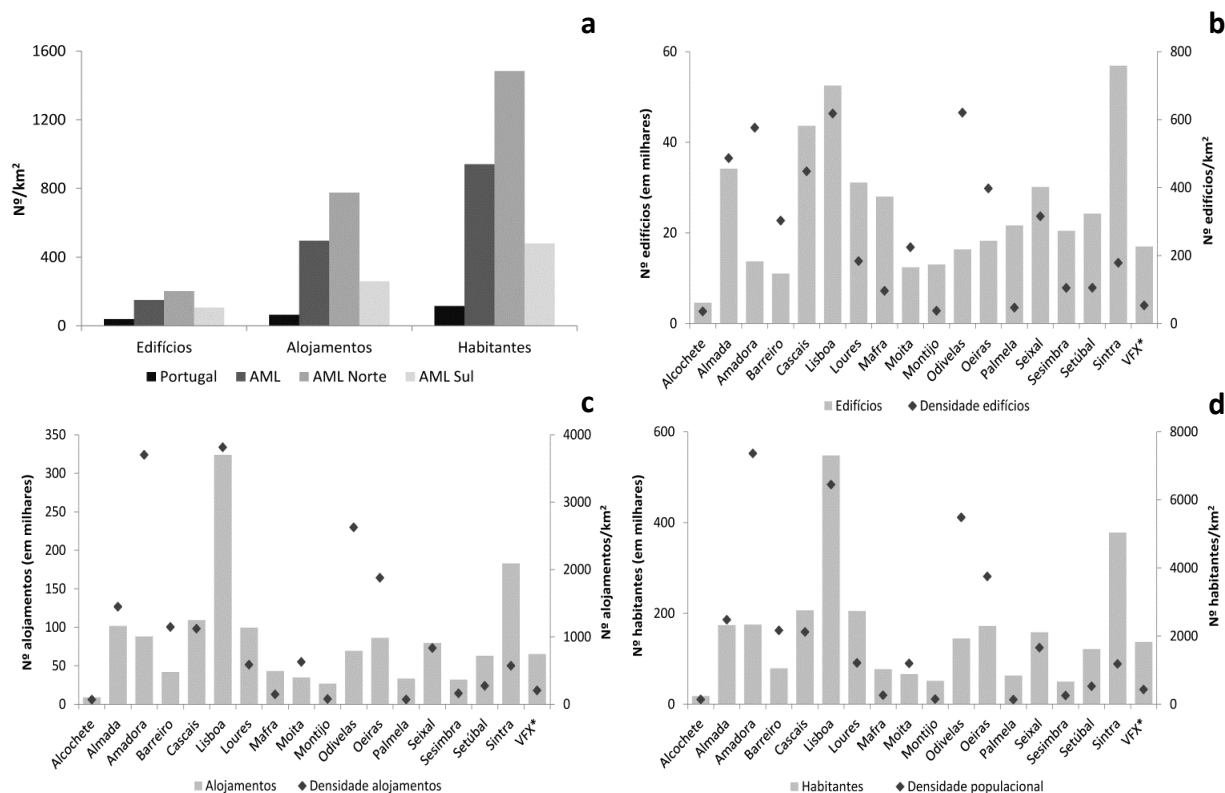 a
1600
1200
800
400
0
Nº/km²
Edifícios Alojamentos Habitantes
Portugal AML AML Norte AML Sul
b
60
40
20
0
Nº edifícios (em milhares)
800
600
400
200
0
Nº edifícios/km²
Alcochete
Almada
Amadora
Barreiro
Cascais
Lisboa
Loures
Mafra
Moita
Montijo
Odivelas
Oeiras
Palmela
Seixal
Sesimbra
Setúbal
Sintra
VFX*
Edifícios Densidade edifícios
c
350
300
250
200
150
100
50
0
Nº alojamentos (em milhares)
4000
3000
2000
1000
0
Nº alojamentos/km²
Alcochete
Almada
Amadora
Barreiro
Cascais
Lisboa
Loures
Mafra
Moita
Montijo
Odivelas
Oeiras
Palmela
Seixal
Sesimbra
Setúbal
Sintra
VFX*
Alojamentos Densidade alojamentos
d
600
400
200
0
Nº habitantes (em milhares)
8000
6000
4000
2000
0
Nº habitantes/km²
Alcochete
Almada
Amadora
Barreiro
Cascais
Lisboa
Loures
Mafra
Moita
Montijo
Odivelas
Oeiras
Palmela
Seixal
Sesimbra
Setúbal
Sintra
VFX*
Habitantes Densidade populacional